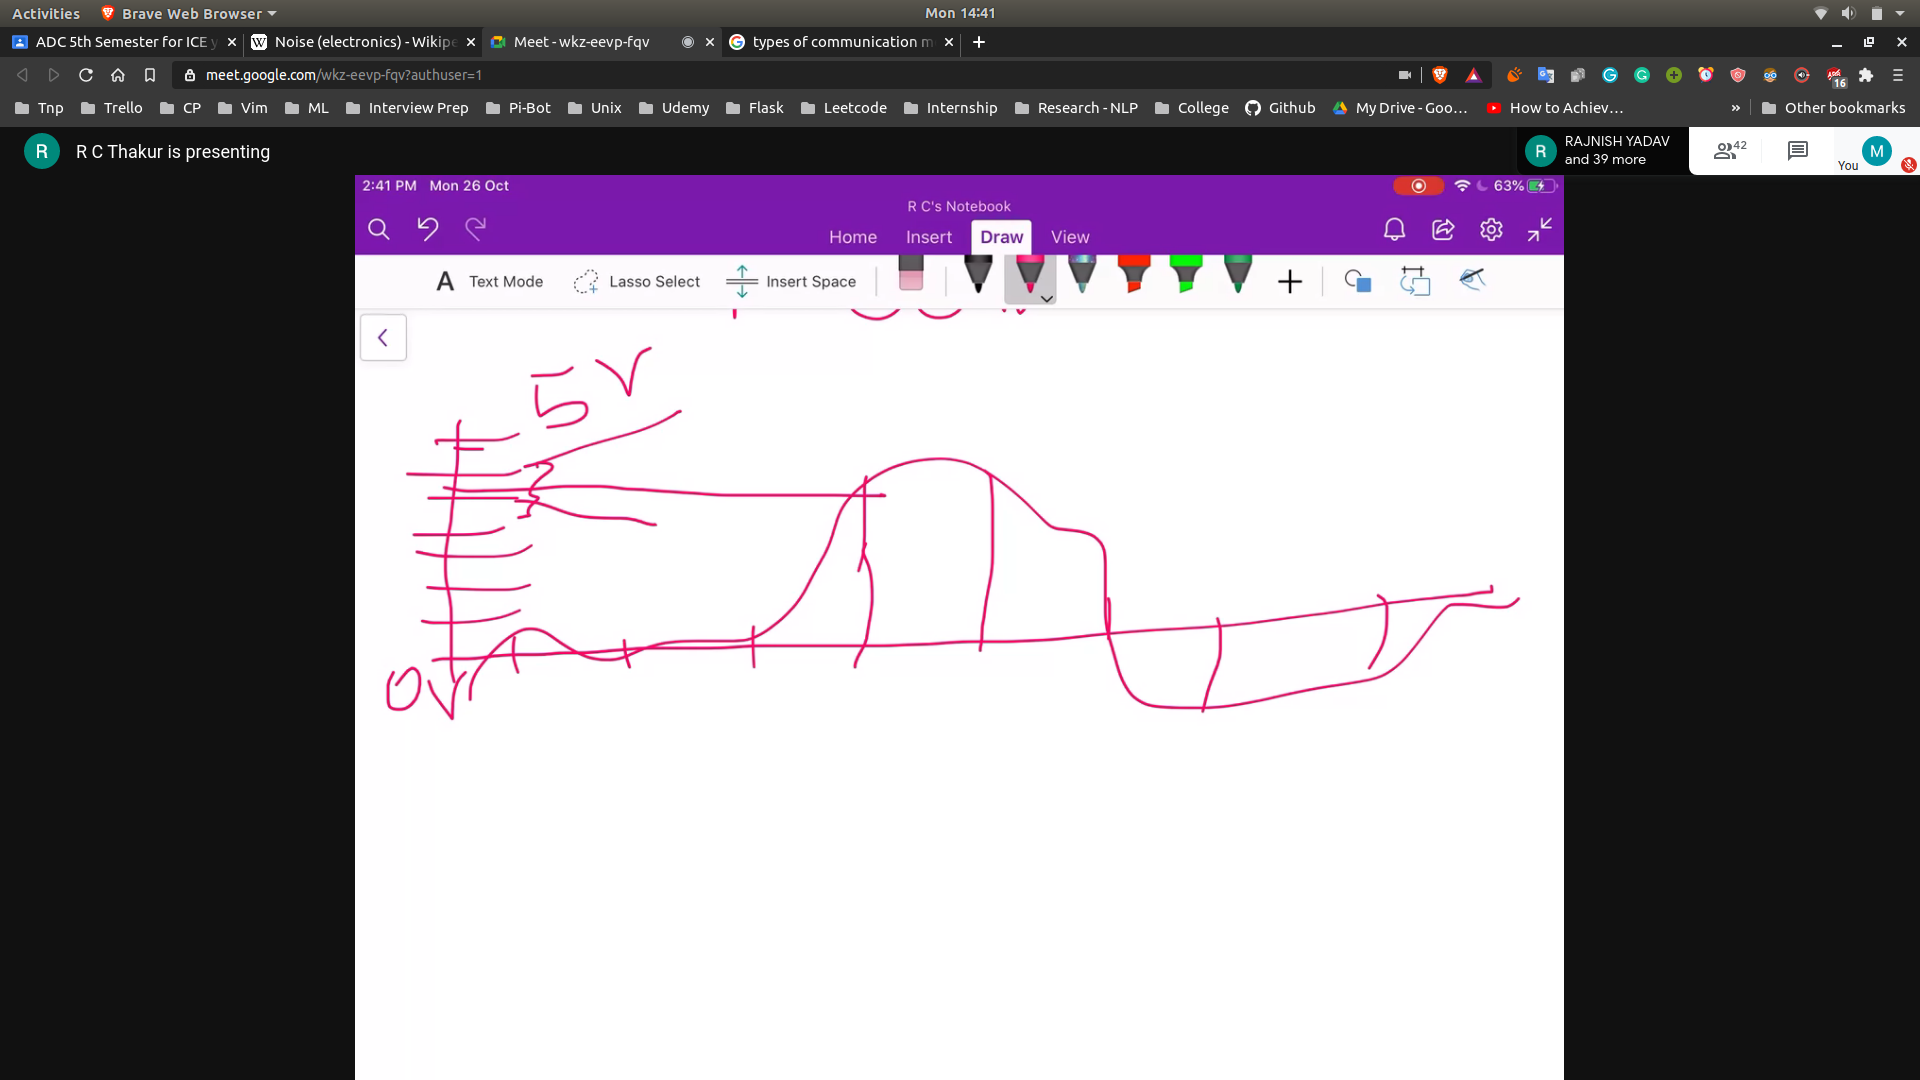 Activities Brave Web Browser Mon 14:41
ADC 5th Semester for ICE y Noise (electronics) - Wikipe Meet - wkz-eevp-fqv types of communication m
meet.google.com/wkz-eevp-fqv?authuser=1 16
Tnp Trello CP Vim ML Interview Prep Pi-Bot Unix Udemy Flask Leetcode Internship Research - NLP College Github My Drive - Goo… How to Achiev… » Other bookmarks
R R C Thakur is presenting
R RAJNISH YADAV
and 39 more
42
You M
2:41 PM Mon 26 Oct 63%
R C's Notebook
Home Insert Draw View
A Text Mode Lasso Select Insert Space
5 V
0V